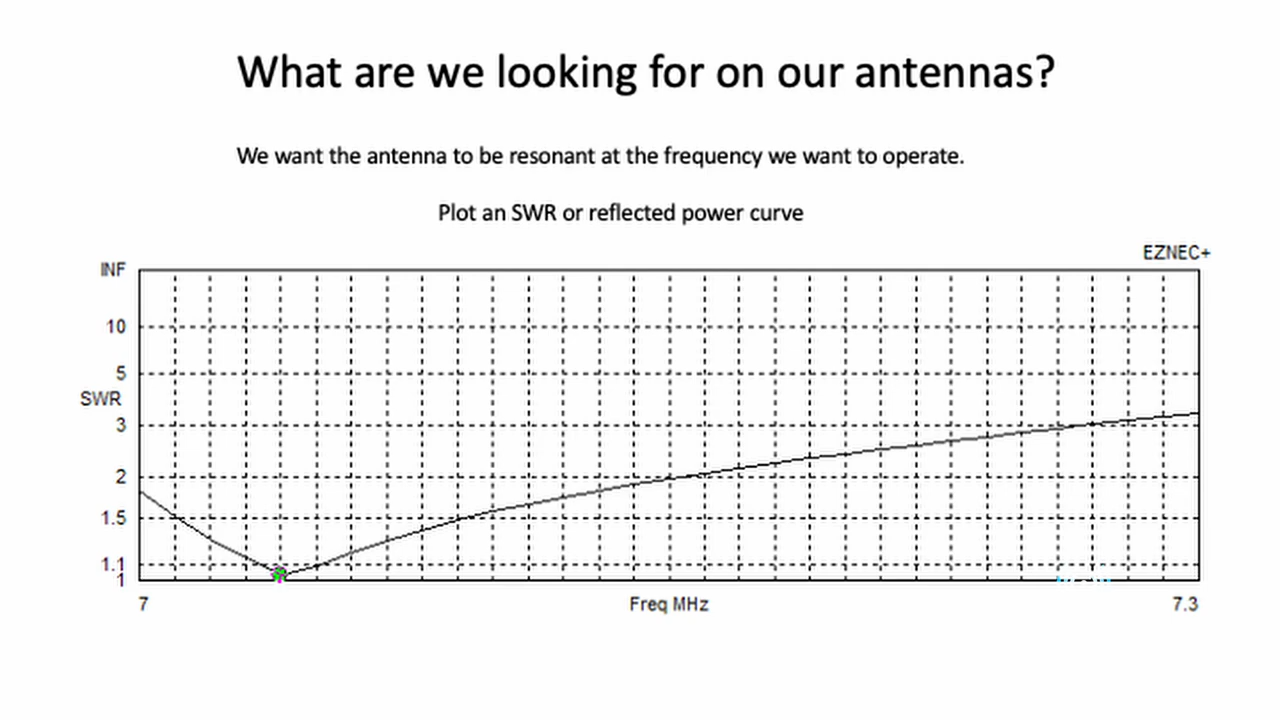 What are we looking for on our antennas?
We want the antenna to be resonant at the frequency we want to operate.
Plot an SWR or reflected power curve
EZNEC+
INF
10
5
SWR
3
2
1.5
1.1
1
7 Freq MHz 7.3